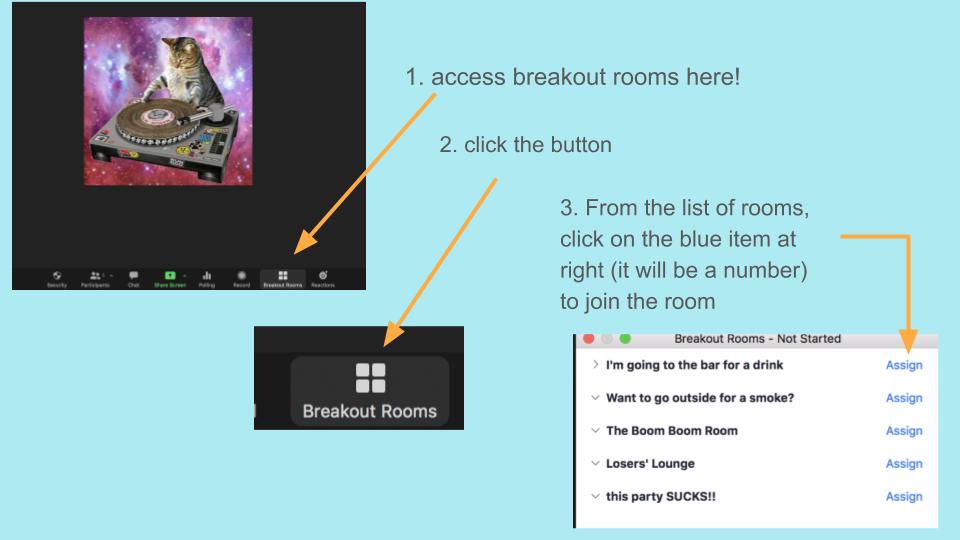 1. access breakout rooms here!
2. click the button
3. From the list of rooms,
click on the blue item at
right (it will be a number)
to join the room
Security Participants 1 Chat Share Screen Polling Record Breakout Rooms Reactions
Breakout Rooms
Breakout Rooms - Not Started
I'm going to the bar for a drink Assign
Want to go outside for a smoke? Assign
The Boom Boom Room Assign
Losers' Lounge Assign
this party SUCKS!! Assign